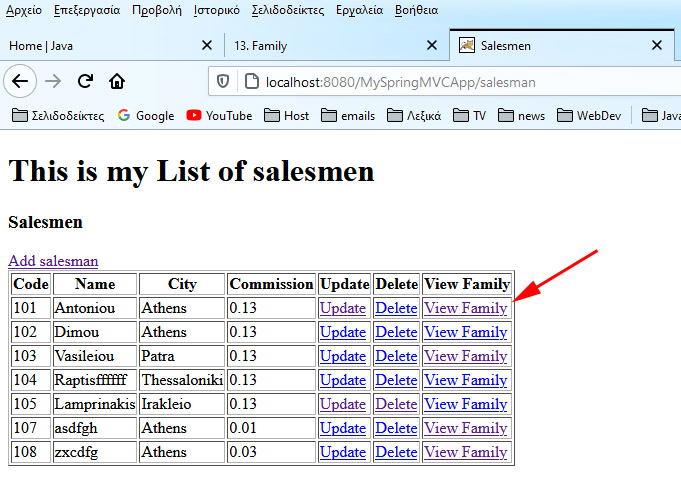 Αρχείο Επεξεργασία Προβολή Ιστορικό Σελιδοδείκτες Εργαλεία Βοήθεια
Home | Java 13. Family Salesmen
localhost:8080/MySpringMVCApp/salesman
Σελιδοδείκτες Google YouTube Host emails Λεξικά TV news WebDev Java
This is my List of salesmen
Salesmen
Add salesman
Code Name City Commission Update Delete View Family
101 Antoniou Athens 0.13 Update Delete View Family
102 Dimou Athens 0.13 Update Delete View Family
103 Vasileiou Patra 0.13 Update Delete View Family
104 Raptisffffff Thessaloniki 0.13 Update Delete View Family
105 Lamprinakis Irakleio 0.13 Update Delete View Family
107 asdfgh Athens 0.01 Update Delete View Family
108 zxcdfg Athens 0.03 Update Delete View Family